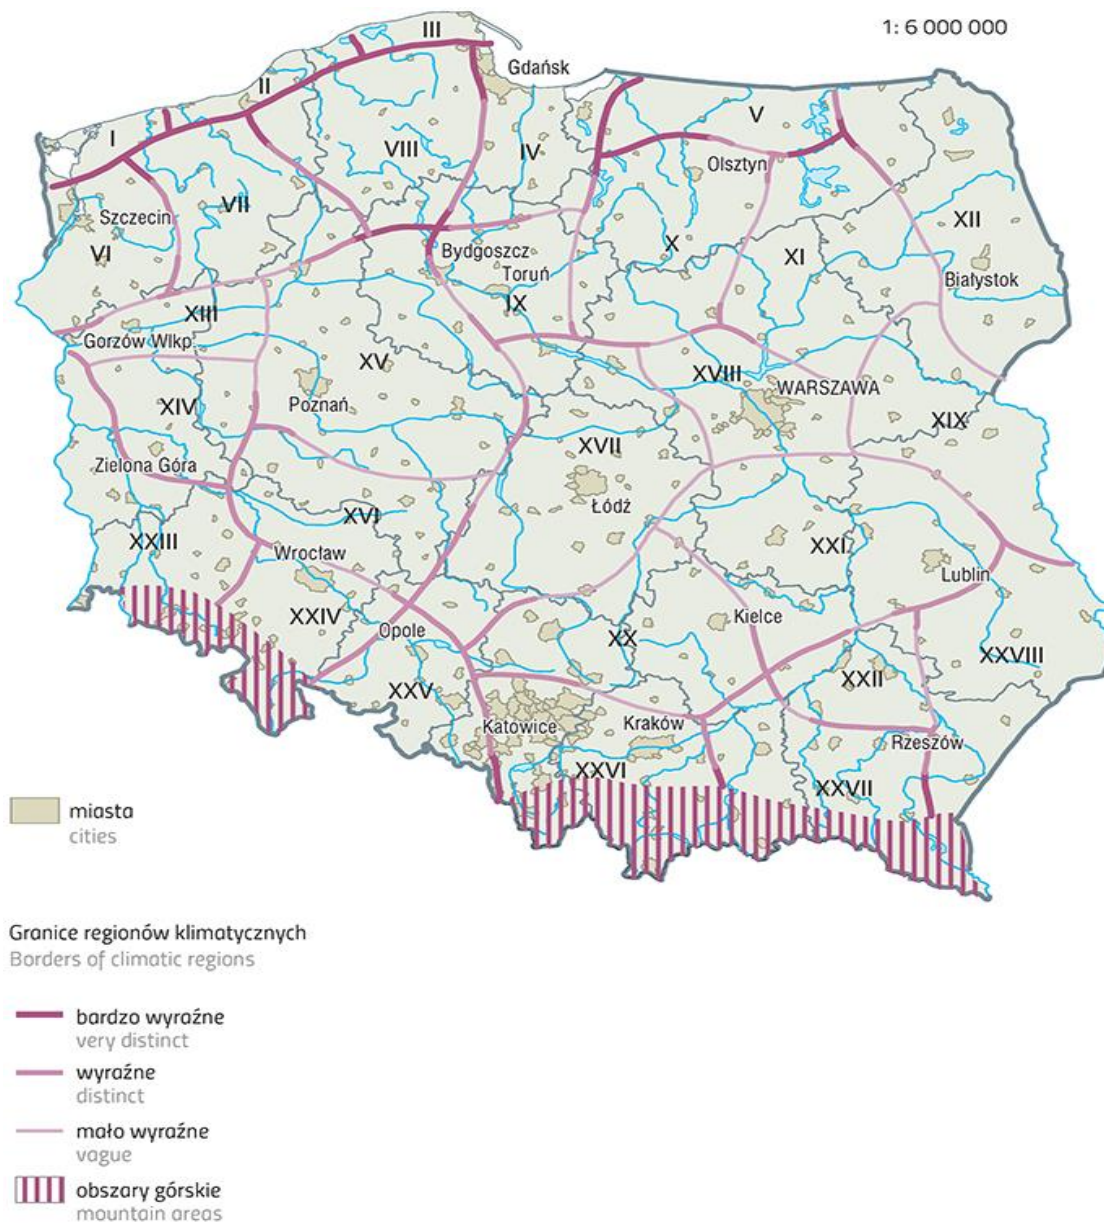 1: 6 000 000
III
Gdańsk
II
V
I
VIII
IV
Olsztyn
VII
Szczecin
XII
VI
Bydgoszcz
X
XI
Toruń
Białystok
IX
XIII
Gorzów Wlkp.
XV
XVIII
WARSZAWA
XIV
Poznań
XIX
XVII
Zielona Góra
Łódź
XVI
XXIII
XXI
Wrocław
Lublin
XXIV
Kielce
Opole
XX
XXVIII
XXII
XXV
Katowice
Kraków
Rzeszów
XXVI
XXVII
miasta
cities
Granice regionów klimatycznych
Borders of climatic regions
bardzo wyraźne
very distinct
wyraźne
distinct
mało wyraźne
vague
obszary górskie
mountain areas